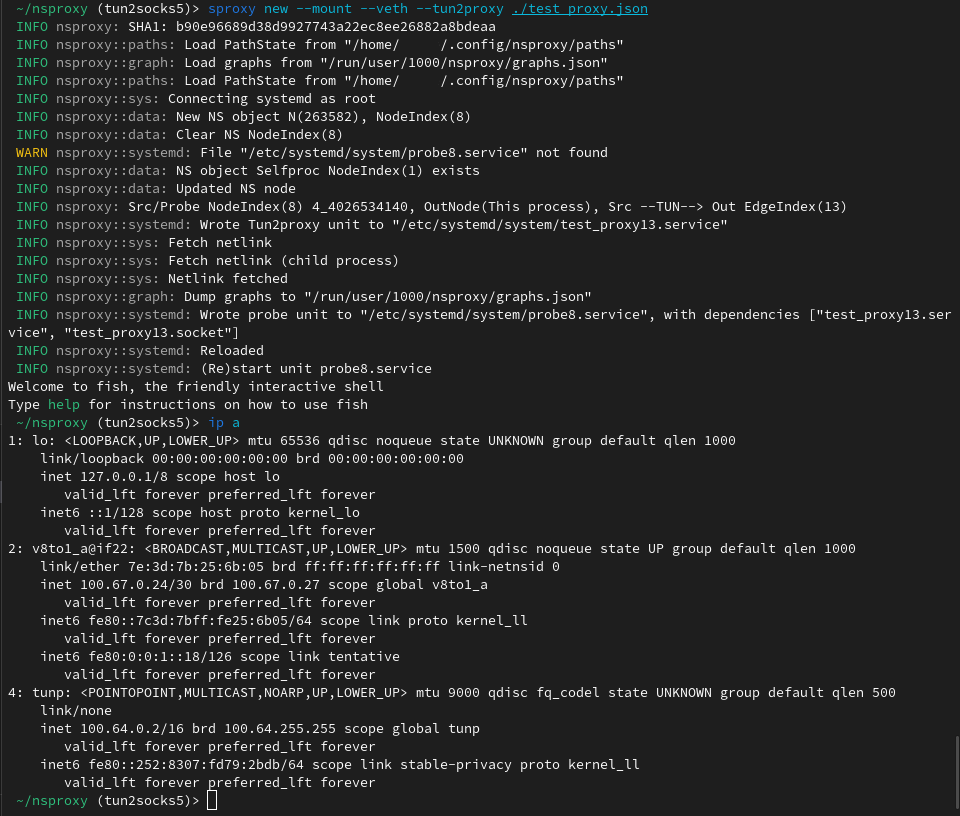 ~/nsproxy (tun2socks5)> sproxy new --mount --veth --tun2proxy ./test_proxy.json
INFO nsproxy: SHA1: b90e96689d38d9927743a22ec8ee26882a8bdeaa
INFO nsproxy::paths: Load PathState from "/home/     /.config/nsproxy/paths"
INFO nsproxy::graph: Load graphs from "/run/user/1000/nsproxy/graphs.json"
INFO nsproxy::paths: Load PathState from "/home/     /.config/nsproxy/paths"
INFO nsproxy::sys: Connecting systemd as root
INFO nsproxy::data: New NS object N(263582), NodeIndex(8)
INFO nsproxy::data: Clear NS NodeIndex(8)
WARN nsproxy::systemd: File "/etc/systemd/system/probe8.service" not found
INFO nsproxy::data: NS object Selfproc NodeIndex(1) exists
INFO nsproxy::data: Updated NS node
INFO nsproxy: Src/Probe NodeIndex(8) 4_4026534140, OutNode(This process), Src --TUN--> Out EdgeIndex(13)
INFO nsproxy::systemd: Wrote Tun2proxy unit to "/etc/systemd/system/test_proxy13.service"
INFO nsproxy::sys: Fetch netlink
INFO nsproxy::sys: Fetch netlink (child process)
INFO nsproxy::sys: Netlink fetched
INFO nsproxy::graph: Dump graphs to "/run/user/1000/nsproxy/graphs.json"
INFO nsproxy::systemd: Wrote probe unit to "/etc/systemd/system/probe8.service", with dependencies ["test_proxy13.ser
vice", "test_proxy13.socket"]
INFO nsproxy::systemd: Reloaded
INFO nsproxy::systemd: (Re)start unit probe8.service
Welcome to fish, the friendly interactive shell
Type help for instructions on how to use fish
~/nsproxy (tun2socks5)> ip a
1: lo: <LOOPBACK,UP,LOWER_UP> mtu 65536 qdisc noqueue state UNKNOWN group default qlen 1000
    link/loopback 00:00:00:00:00:00 brd 00:00:00:00:00:00
    inet 127.0.0.1/8 scope host lo
       valid_lft forever preferred_lft forever
    inet6 ::1/128 scope host proto kernel_lo
       valid_lft forever preferred_lft forever
2: v8to1_a@if22: <BROADCAST,MULTICAST,UP,LOWER_UP> mtu 1500 qdisc noqueue state UP group default qlen 1000
    link/ether 7e:3d:7b:25:6b:05 brd ff:ff:ff:ff:ff:ff link-netnsid 0
    inet 100.67.0.24/30 brd 100.67.0.27 scope global v8to1_a
       valid_lft forever preferred_lft forever
    inet6 fe80::7c3d:7bff:fe25:6b05/64 scope link proto kernel_ll
       valid_lft forever preferred_lft forever
    inet6 fe80:0:0:1::18/126 scope link tentative
       valid_lft forever preferred_lft forever
4: tunp: <POINTOPOINT,MULTICAST,NOARP,UP,LOWER_UP> mtu 9000 qdisc fq_codel state UNKNOWN group default qlen 500
    link/none
    inet 100.64.0.2/16 brd 100.64.255.255 scope global tunp
       valid_lft forever preferred_lft forever
    inet6 fe80::252:8307:fd79:2bdb/64 scope link stable-privacy proto kernel_ll
       valid_lft forever preferred_lft forever
~/nsproxy (tun2socks5)>